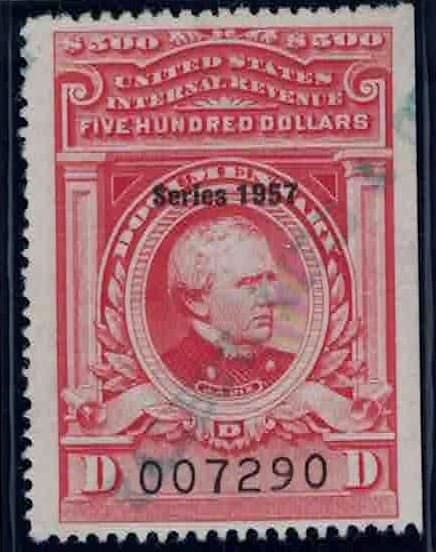 $500 $500
UNITED STATES
INTERNAL REVENUE
FIVE HUNDRED DOLLARS
DOCUMENTARY
Series 1957
D
D 007290 D